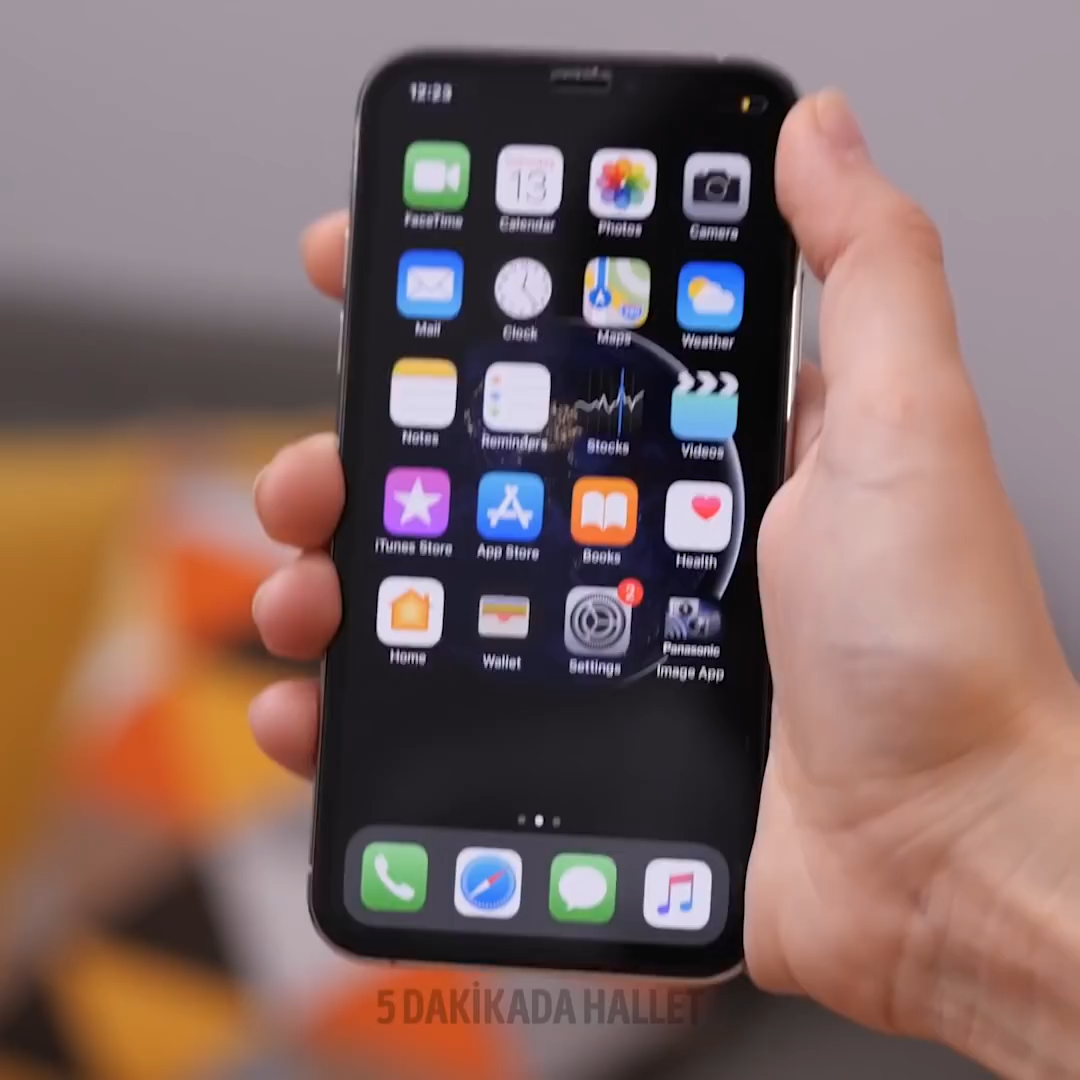 12:23
13
FaceTime Calendar Photos Camera
Mail Clock Maps Weather
Notes Reminders Stocks Videos
iTunes Store App Store Books Health
2
Panasonic
Home Wallet Settings Image App
5 DAKİKADA HALLET